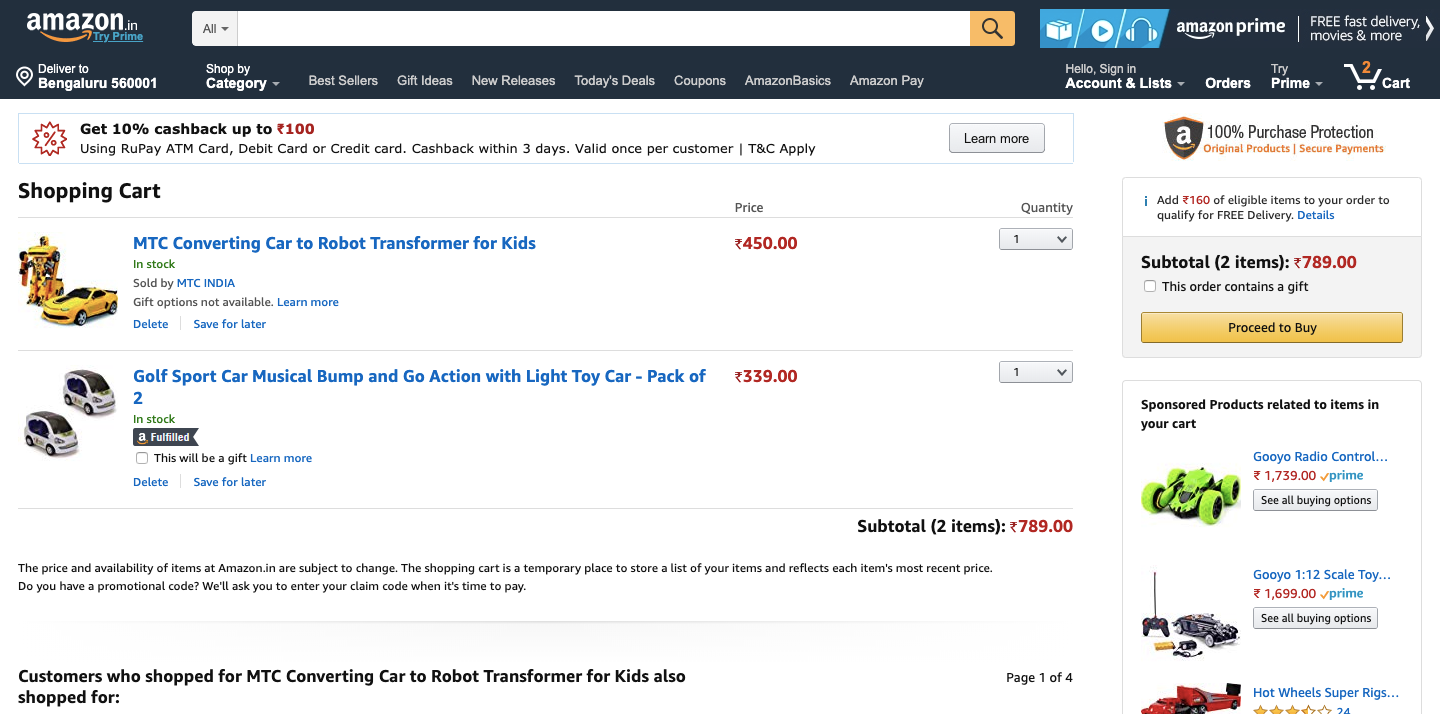 amazon.in
Try Prime
All
amazon prime
FREE fast delivery, movies & more
Deliver to
Bengaluru 560001
Shop by
Category
Best Sellers
Gift Ideas
New Releases
Today's Deals
Coupons
AmazonBasics
Amazon Pay
Hello, Sign in
Account & Lists
Orders
Try
Prime
2
Cart
Get 10% cashback up to ₹100
Using RuPay ATM Card, Debit Card or Credit card. Cashback within 3 days. Valid once per customer | T&C Apply
Learn more
a 100% Purchase Protection
Original Products | Secure Payments
Shopping Cart
Price
Quantity
MTC Converting Car to Robot Transformer for Kids
₹450.00
1
In stock
Sold by MTC INDIA
Gift options not available. Learn more
Delete
Save for later
Golf Sport Car Musical Bump and Go Action with Light Toy Car - Pack of
2
₹339.00
1
In stock
a Fulfilled
This will be a gift Learn more
Delete
Save for later
Subtotal (2 items): ₹789.00
The price and availability of items at Amazon.in are subject to change. The shopping cart is a temporary place to store a list of your items and reflects each item's most recent price.
Do you have a promotional code? We'll ask you to enter your claim code when it's time to pay.
Customers who shopped for MTC Converting Car to Robot Transformer for Kids also
shopped for:
Page 1 of 4
i Add ₹160 of eligible items to your order to
qualify for FREE Delivery. Details
Subtotal (2 items): ₹789.00
This order contains a gift
Proceed to Buy
Sponsored Products related to items in
your cart
Gooyo Radio Control...
₹ 1,739.00 prime
See all buying options
Gooyo 1:12 Scale Toy...
₹ 1,699.00 prime
See all buying options
Hot Wheels Super Rigs...
24